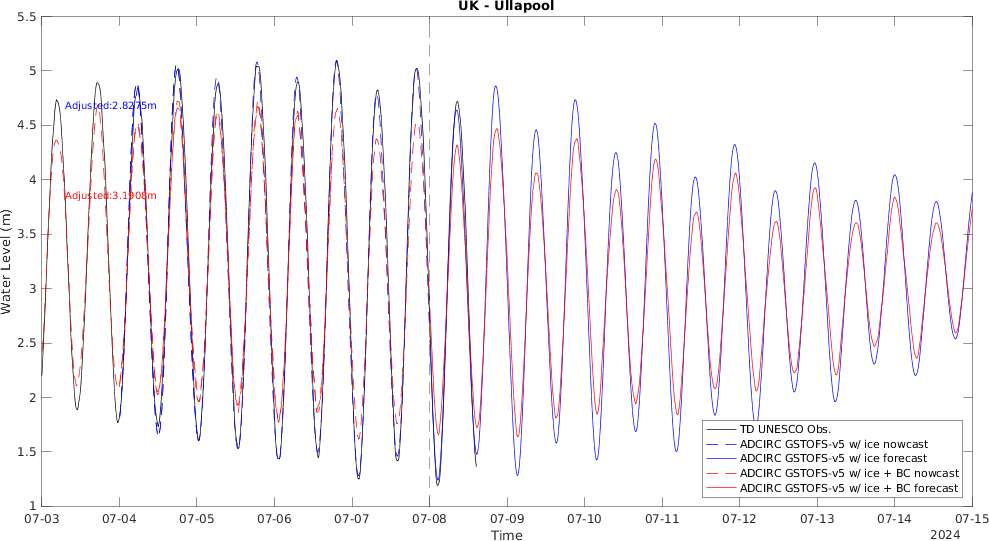 UK - Ullapool
5.5
5
4.5
4
3.5
3
2.5
2
1.5
1
Water Level (m)
Adjusted:2.8275m
Adjusted:3.1908m
TD UNESCO Obs.
ADCIRC GSTOFS-v5 w/ ice nowcast
ADCIRC GSTOFS-v5 w/ ice forecast
ADCIRC GSTOFS-v5 w/ ice + BC nowcast
ADCIRC GSTOFS-v5 w/ ice + BC forecast
07-03 07-04 07-05 07-06 07-07 07-08 07-09 07-10 07-11 07-12 07-13 07-14 07-15
Time
2024